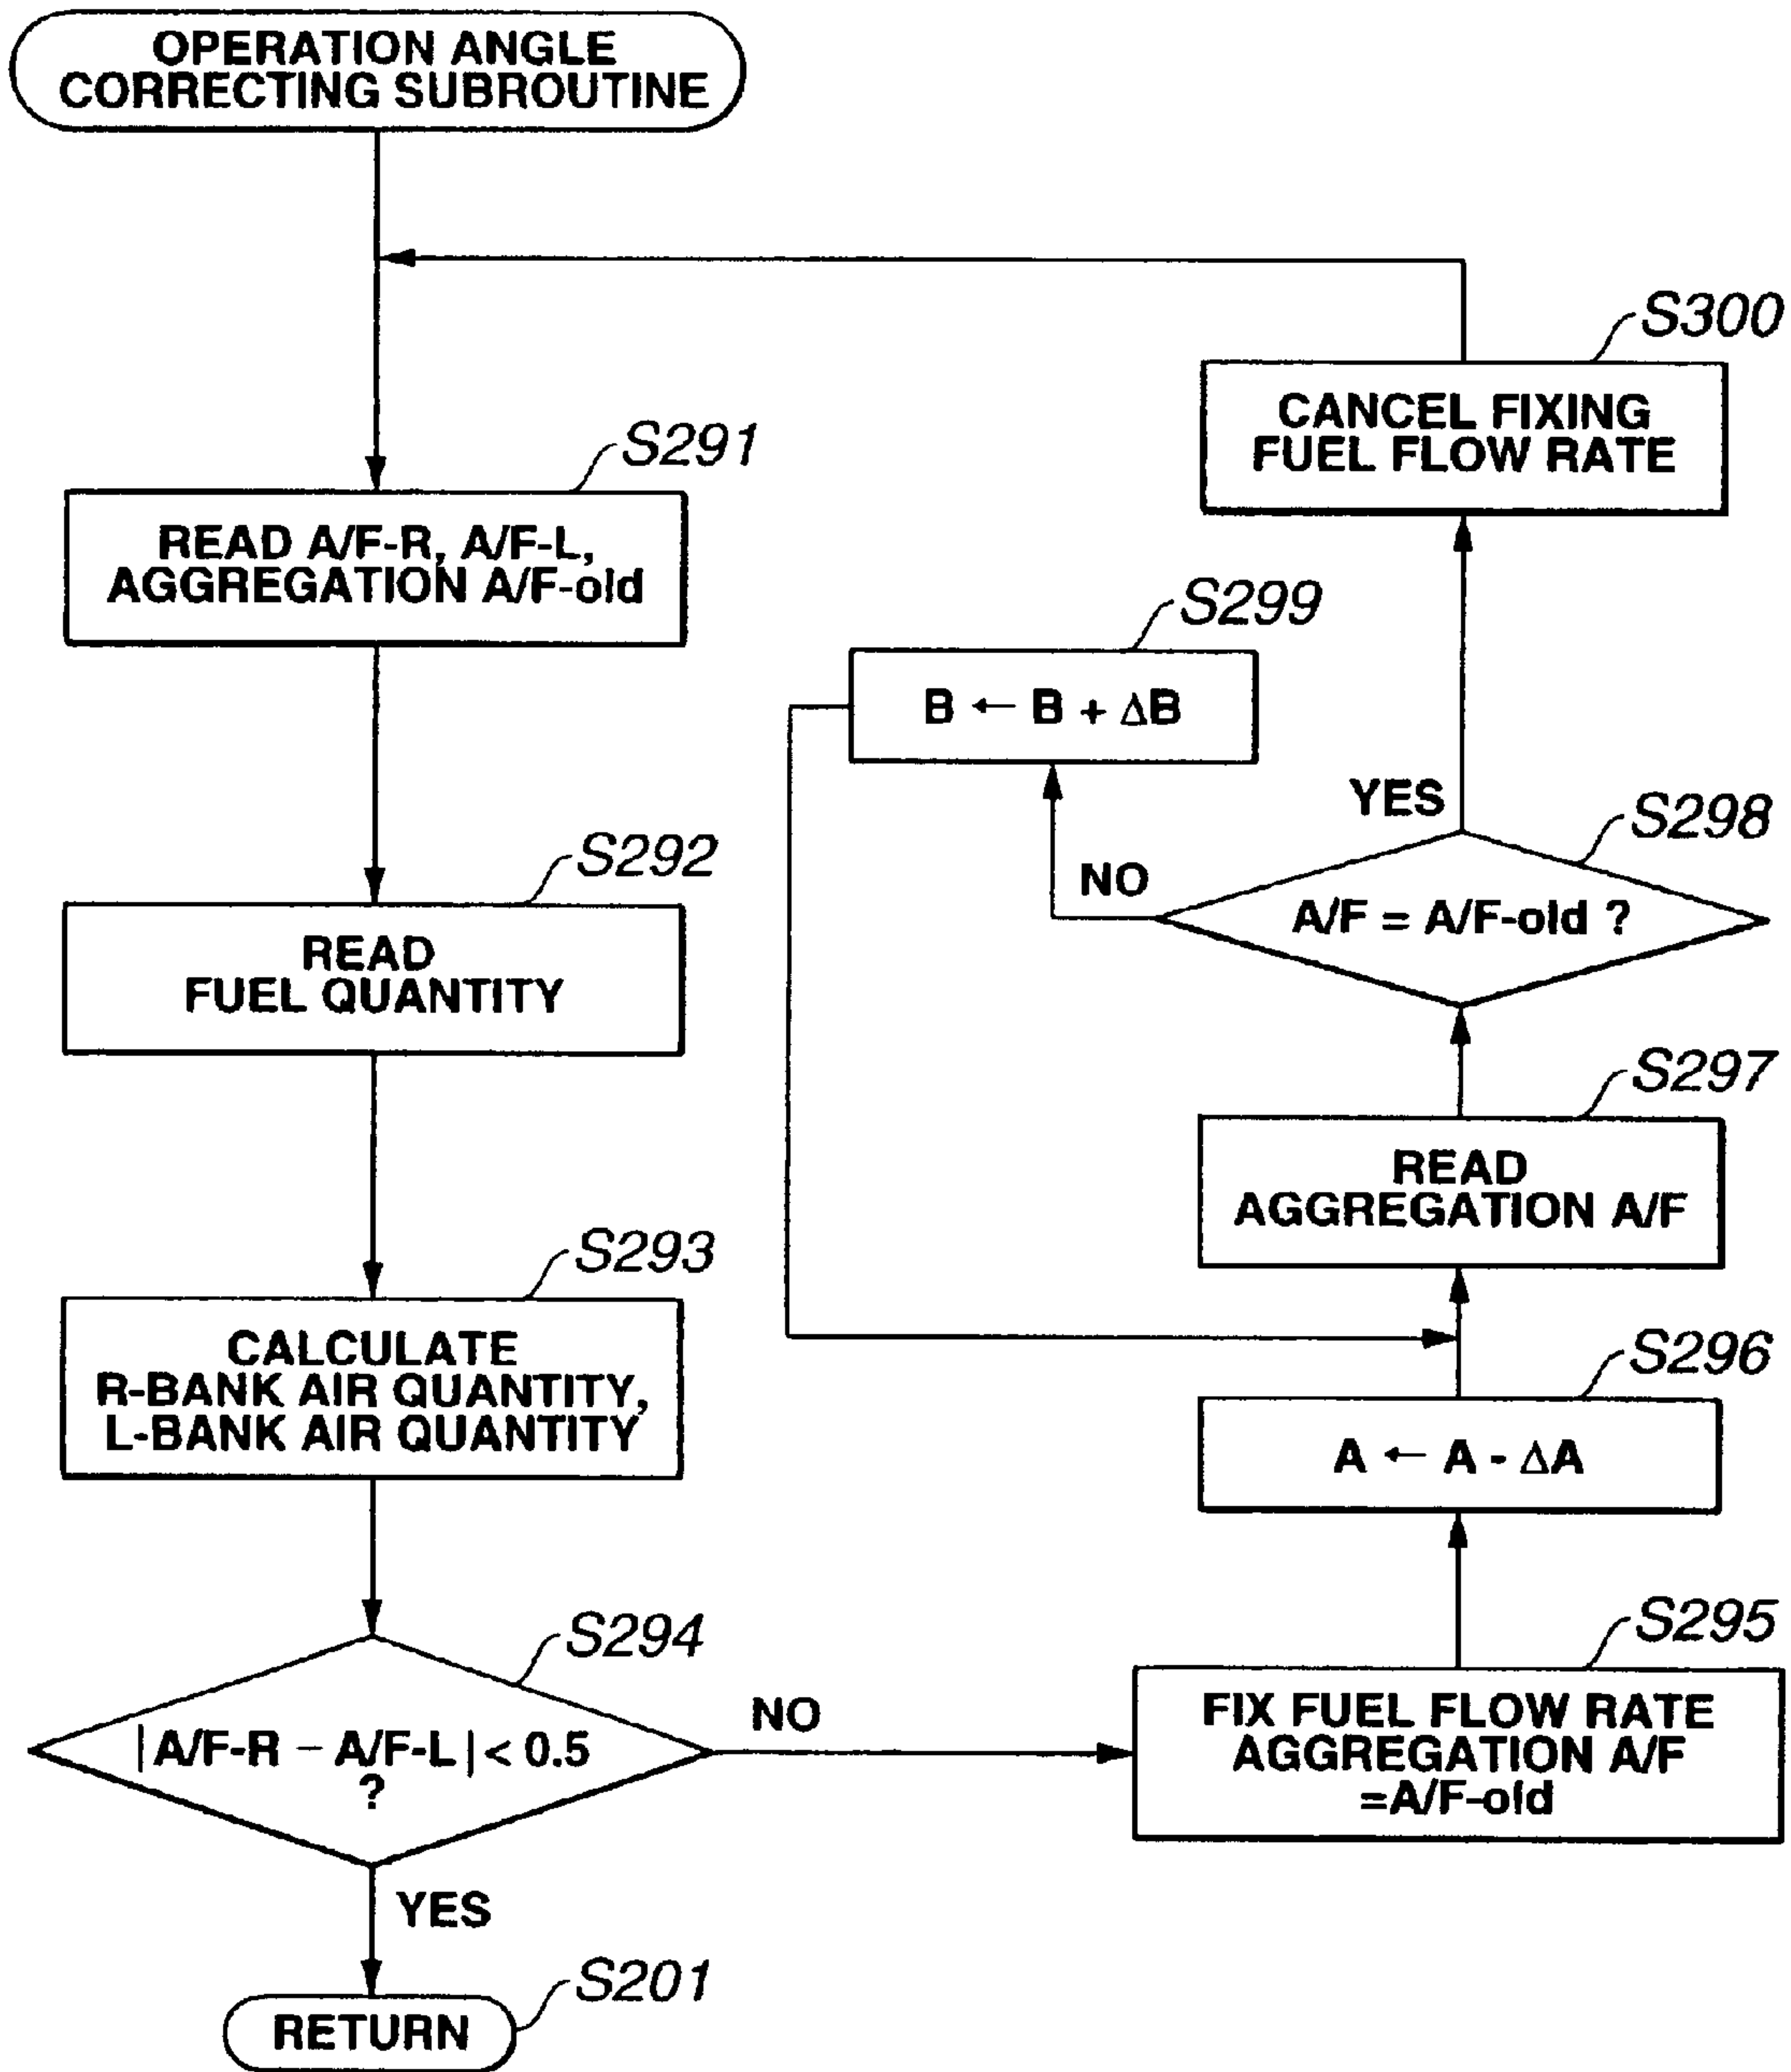 OPERATION ANGLE
CORRECTING SUBROUTINE
S291
READ A/F-R, A/F-L,
AGGREGATION A/F-old
S292
READ
FUEL QUANTITY
S293
CALCULATE
R-BANK AIR QUANTITY,
L-BANK AIR QUANTITY
S294
|A/F-R – A/F-L| < 0.5
?
NO
YES
S201
RETURN
S295
FIX FUEL FLOW RATE
AGGREGATION A/F
=A/F-old
S296
A ← A - ΔA
S297
READ
AGGREGATION A/F
S298
A/F = A/F-old ?
NO
YES
S299
B ← B + ΔB
S300
CANCEL FIXING
FUEL FLOW RATE